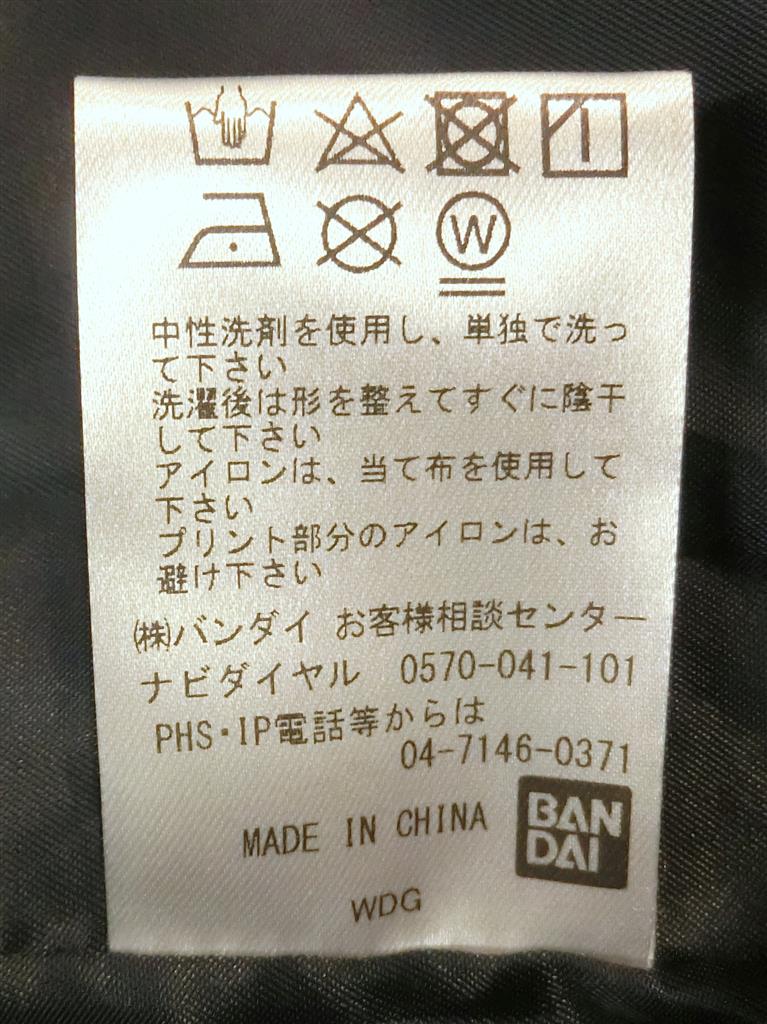 W
中性洗剤を使用し、単独で洗っ
て下さい
洗濯後は形を整えてすぐに陰干
して下さい
アイロンは、当て布を使用して
下さい
プリント部分のアイロンは、お
避け下さい
㈱バンダイ お客様相談センター
ナビダイヤル 0570-041-101
PHS・IP電話等からは
04-7146-0371
MADE IN CHINA
BAN
DAI
WDG